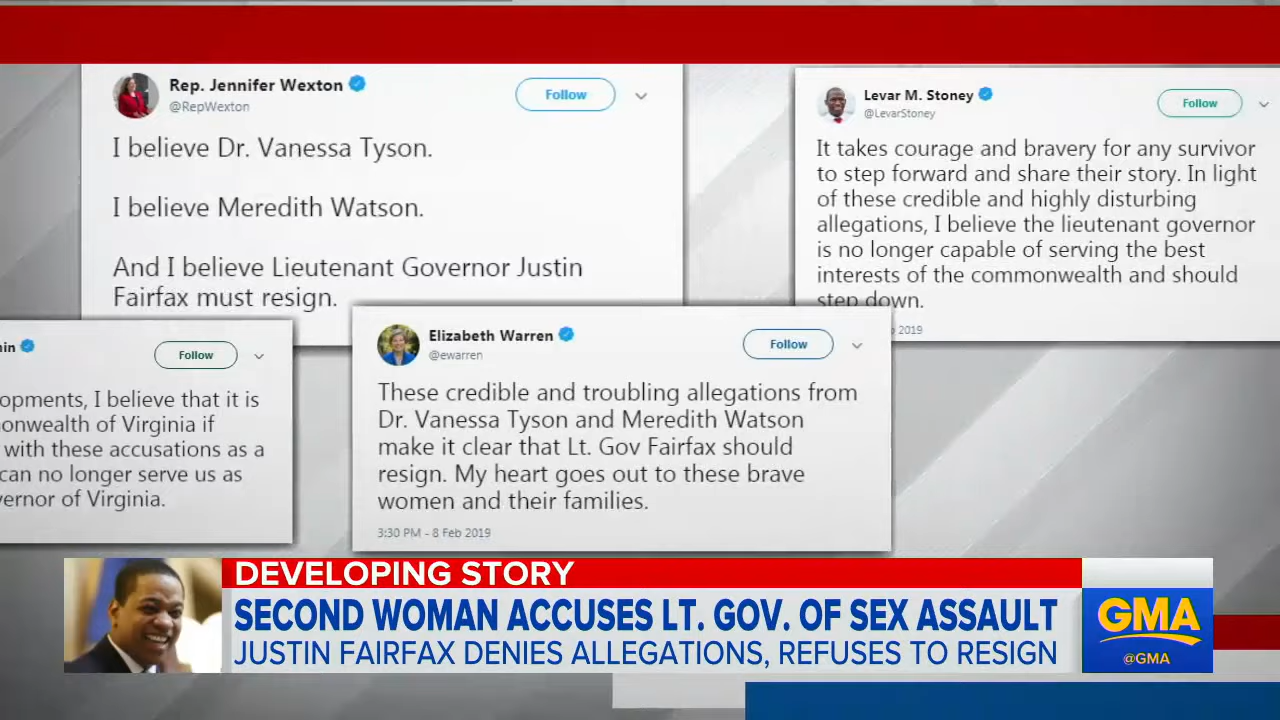 Rep. Jennifer Wexton
@RepWexton
Follow
I believe Dr. Vanessa Tyson.
I believe Meredith Watson.
And I believe Lieutenant Governor Justin
Fairfax must resign.
Levar M. Stoney
@LevarStoney
Follow
It takes courage and bravery for any survivor
to step forward and share their story. In light
of these credible and highly disturbing
allegations, I believe the lieutenant governor
is no longer capable of serving the best
interests of the commonwealth and should
step down.
2019
Follow
I believe that it is
of Virginia if
with these accusations as a
can no longer serve us as
of Virginia.
Elizabeth Warren
@ewarren
Follow
These credible and troubling allegations from
Dr. Vanessa Tyson and Meredith Watson
make it clear that Lt. Gov Fairfax should
resign. My heart goes out to these brave
women and their families.
3:30 PM - 8 Feb 2019
DEVELOPING STORY
SECOND WOMAN ACCUSES LT. GOV. OF SEX ASSAULT
JUSTIN FAIRFAX DENIES ALLEGATIONS, REFUSES TO RESIGN
GMA
@GMA